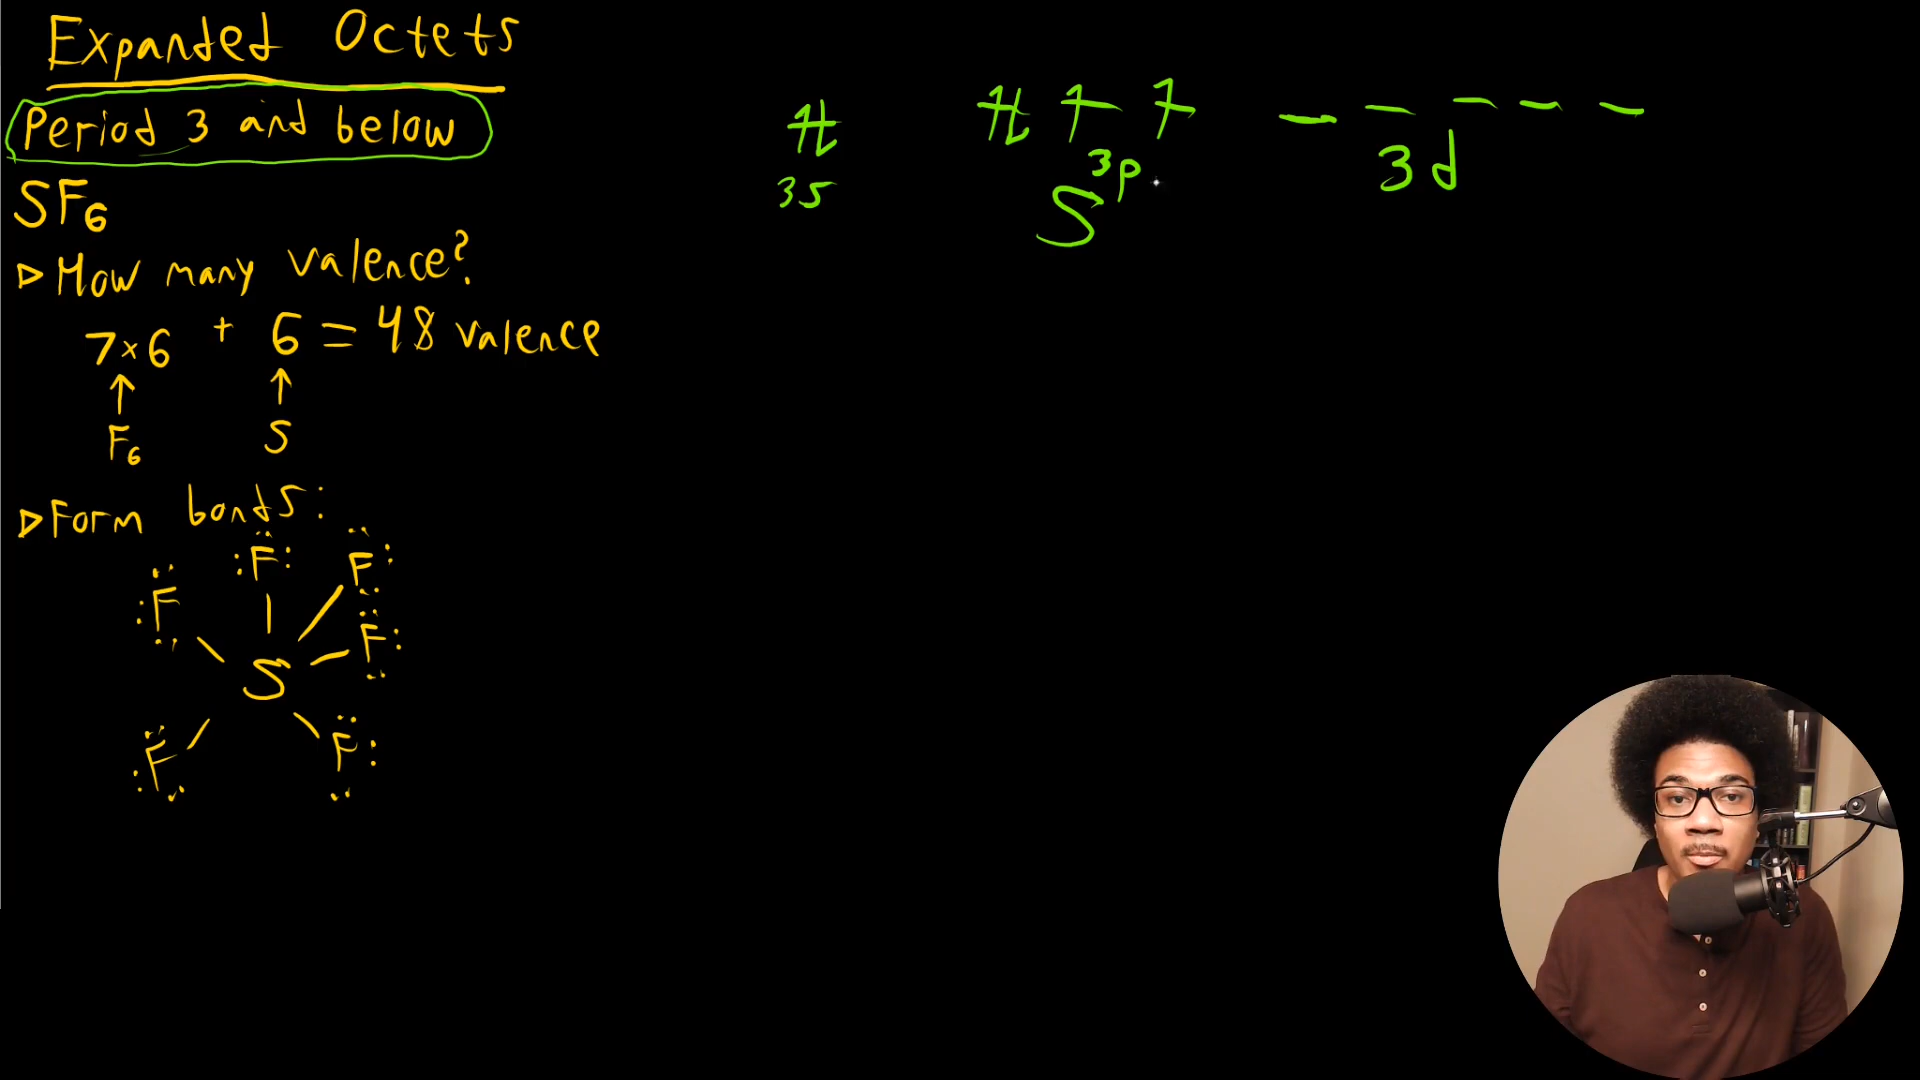 Expanded Octets
Period 3 and below
SF₆
▷ How many valence?
7×6 + 6 = 48 valence
↑ ↑
F₆ S
▷ Form bonds:
:F: F:
:F
F:
S
:F F:
3s 3p 3d
S